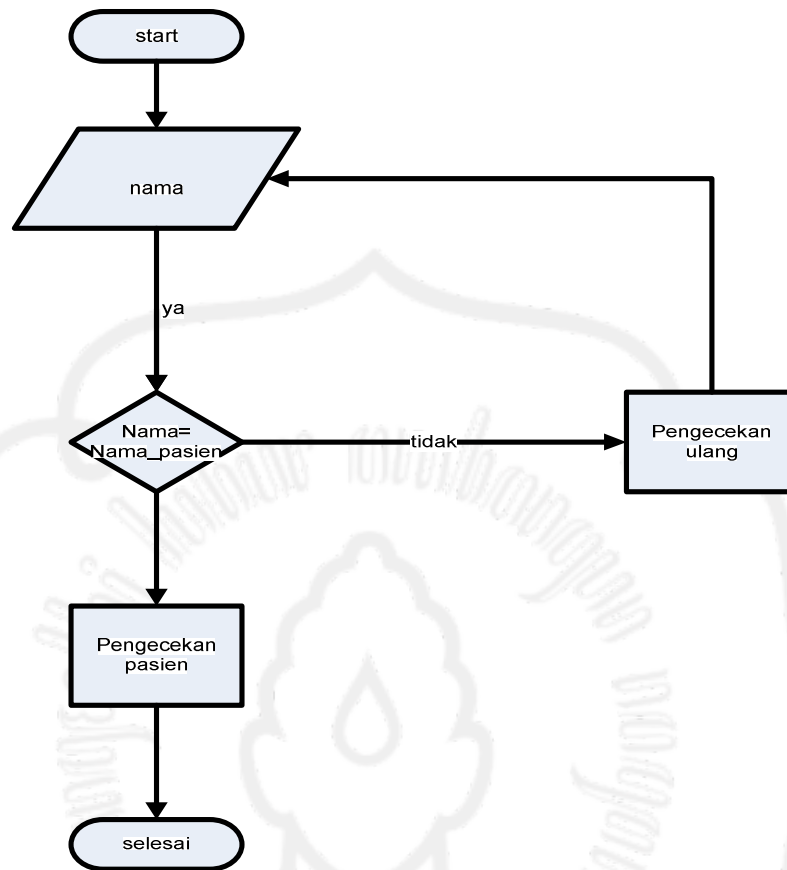 start
nama
ya
Nama=
Nama_pasien
tidak
Pengecekan
ulang
Pengecekan
pasien
selesai